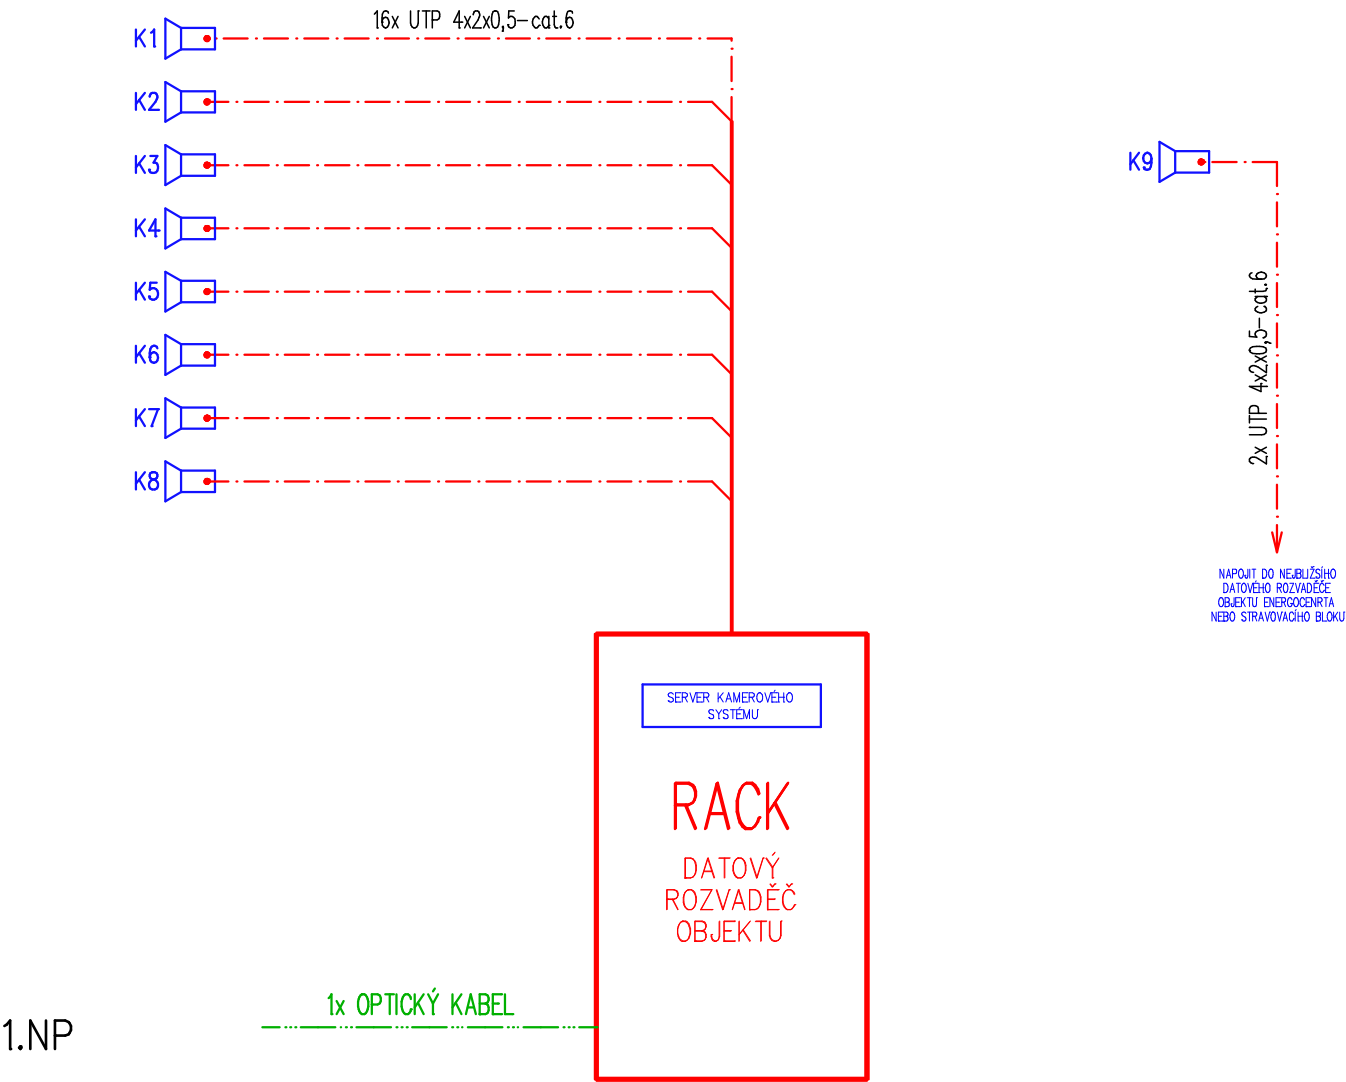 16x UTP 4x2x0,5-cat.6
K1
K2
K3
K4
K5
K6
K7
K8
K9
2x UTP 4x2x0,5-cat.6
NAPOJIT DO NEJBLIŽSÍHO
DATOVÉHO ROZVADĚČE
OBJEKTU ENERGOCENRTA
NEBO STRAVOVACÍHO BLOKU
SERVER KAMEROVÉHO
SYSTÉMU
RACK
DATOVÝ
ROZVADĚČ
OBJEKTU
1x OPTICKÝ KABEL
1.NP